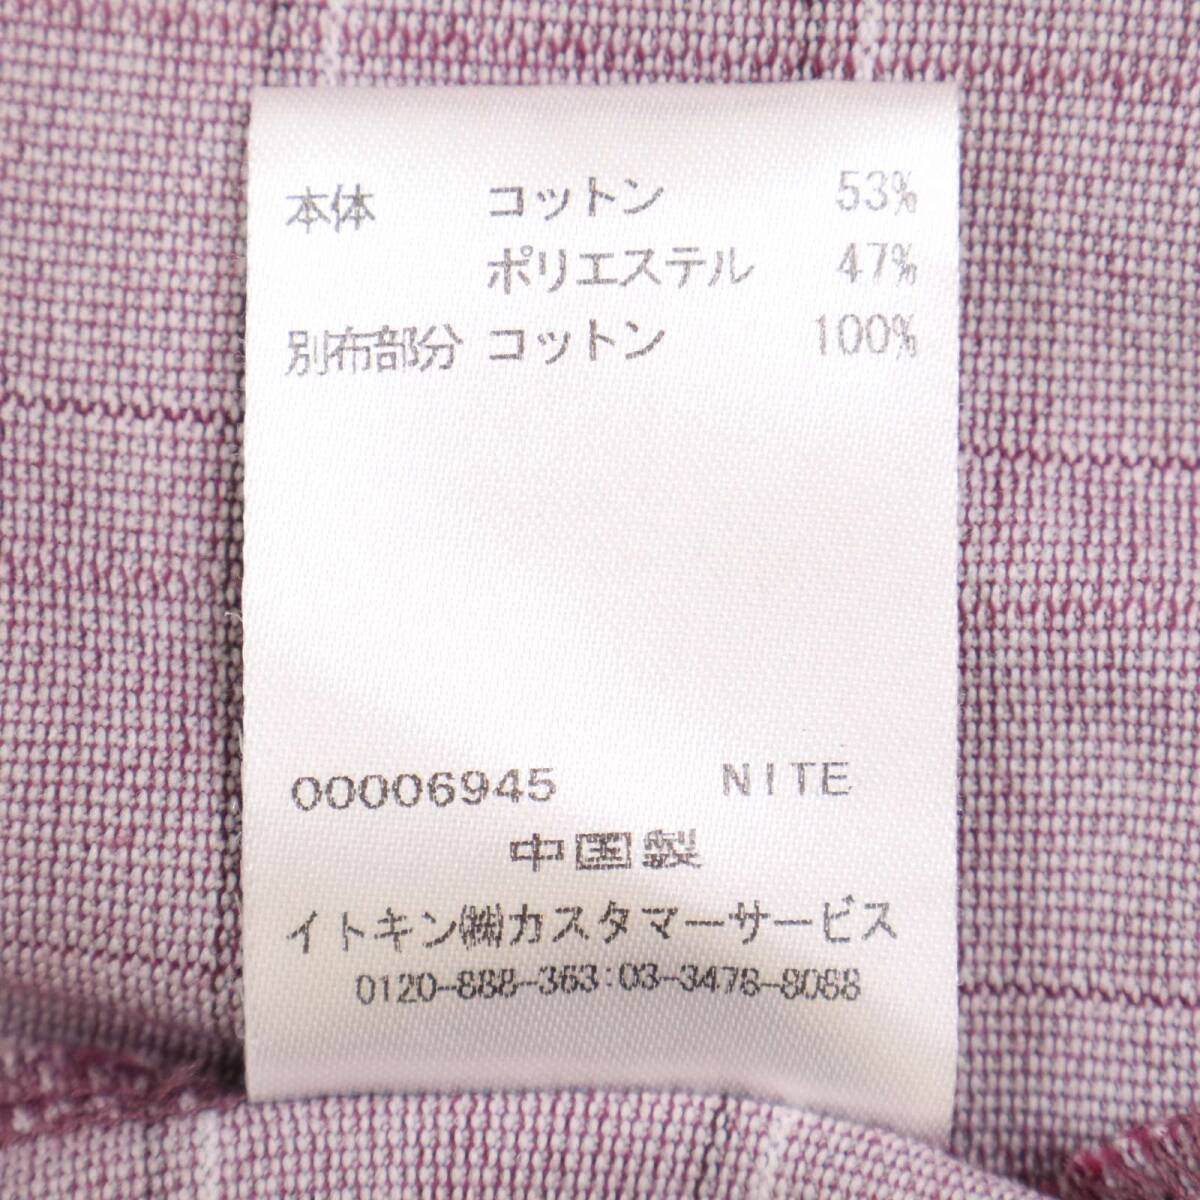 本体 コットン 53%
ポリエステル 47%
別布部分 コットン 100%
00006945 NITE
中国製
イトキン㈱カスタマーサービス
0120-888-363:03-3478-8088